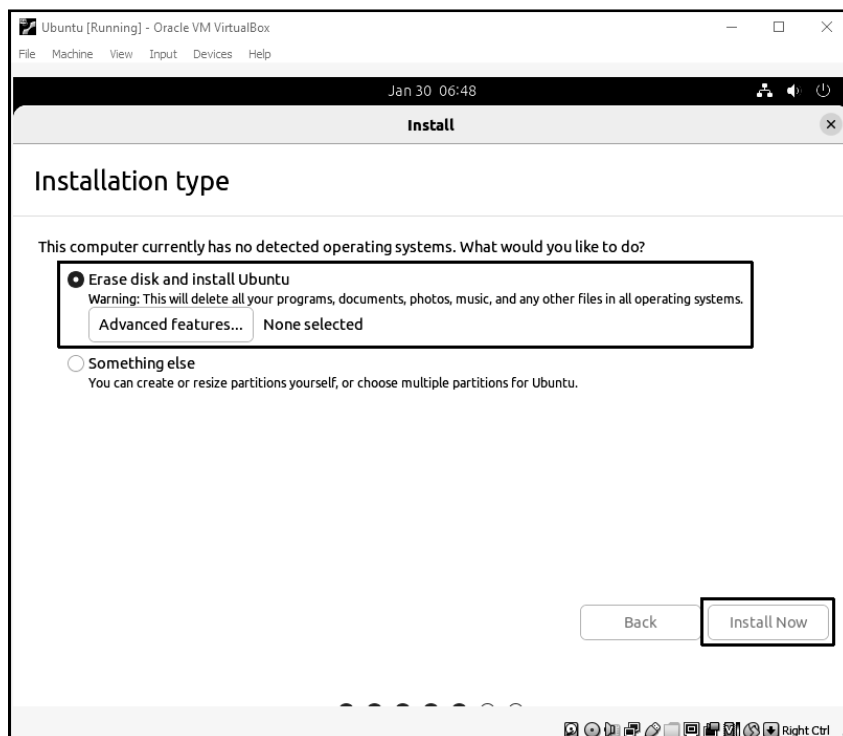 Ubuntu [Running] - Oracle VM VirtualBox
File Machine View Input Devices Help
Jan 30 06:48
Install
Installation type
This computer currently has no detected operating systems. What would you like to do?
Erase disk and install Ubuntu
Warning: This will delete all your programs, documents, photos, music, and any other files in all operating systems.
Advanced features... None selected
Something else
You can create or resize partitions yourself, or choose multiple partitions for Ubuntu.
Back Install Now
Right Ctrl